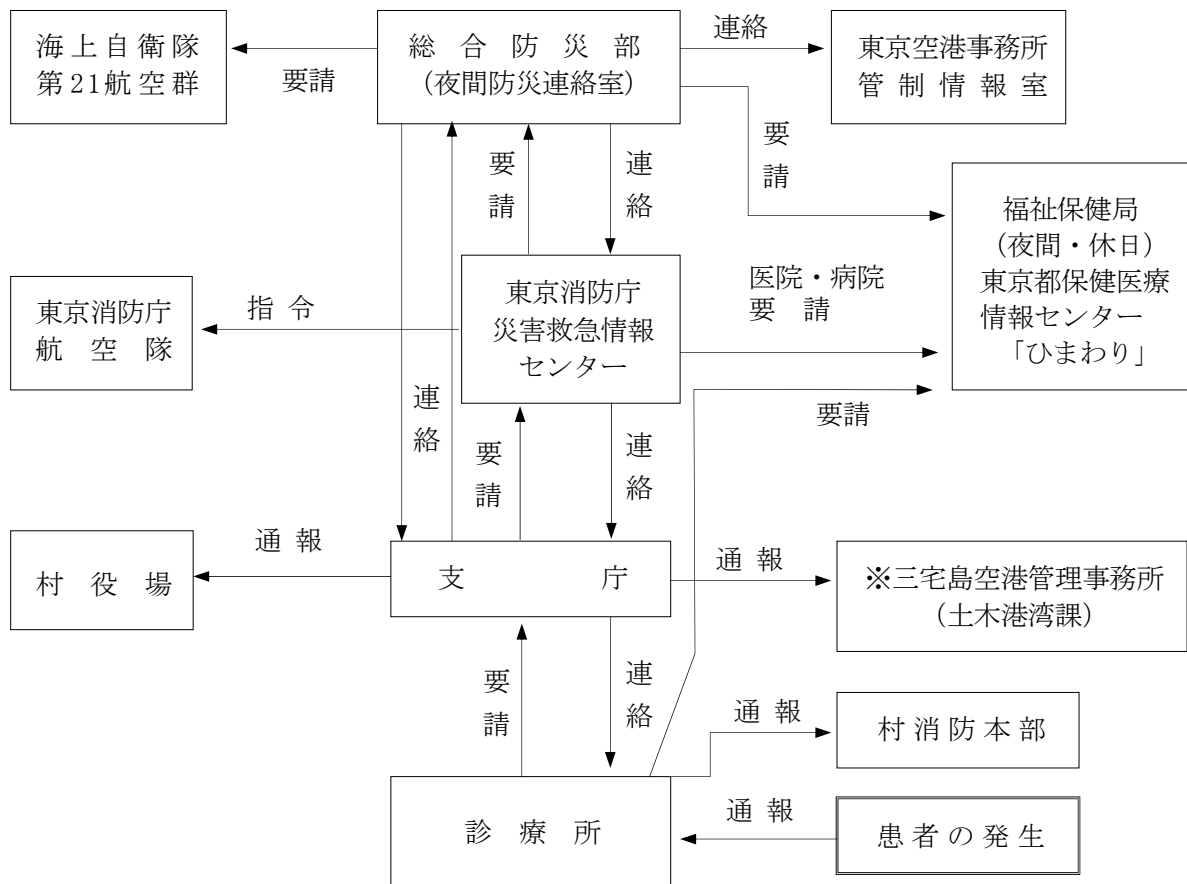 海上自衛隊
第21航空群
要請
総合防災部
(夜間防災連絡室)
連絡
東京空港事務所
管制情報室
要請
要請
連絡
福祉保健局
(夜間・休日)
東京都保健医療
情報センター
「ひまわり」
東京消防庁
航空隊
指令
東京消防庁
災害救急情報
センター
医院・病院
要請
要請
連絡
要請
連絡
村役場
通報
支庁
通報
※三宅島空港管理事務所
(土木港湾課)
要請
連絡
通報
村消防本部
診療所
通報
患者の発生